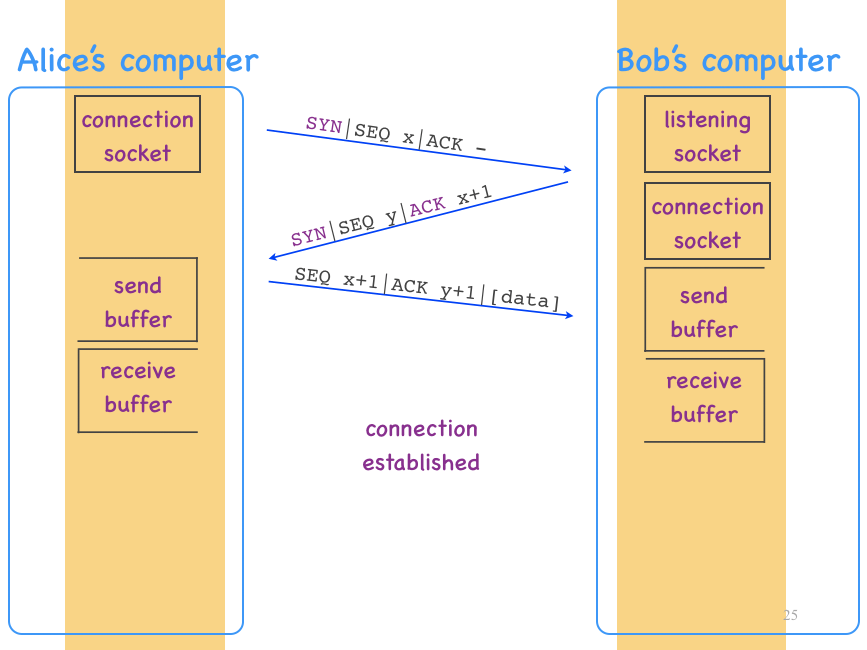 Alice's computer
Bob's computer
connection
socket
listening
socket
SYN|SEQ x|ACK -
connection
socket
SYN|SEQ y|ACK x+1
SEQ x+1|ACK y+1|[data]
send
buffer
send
buffer
receive
buffer
receive
buffer
connection
established
25